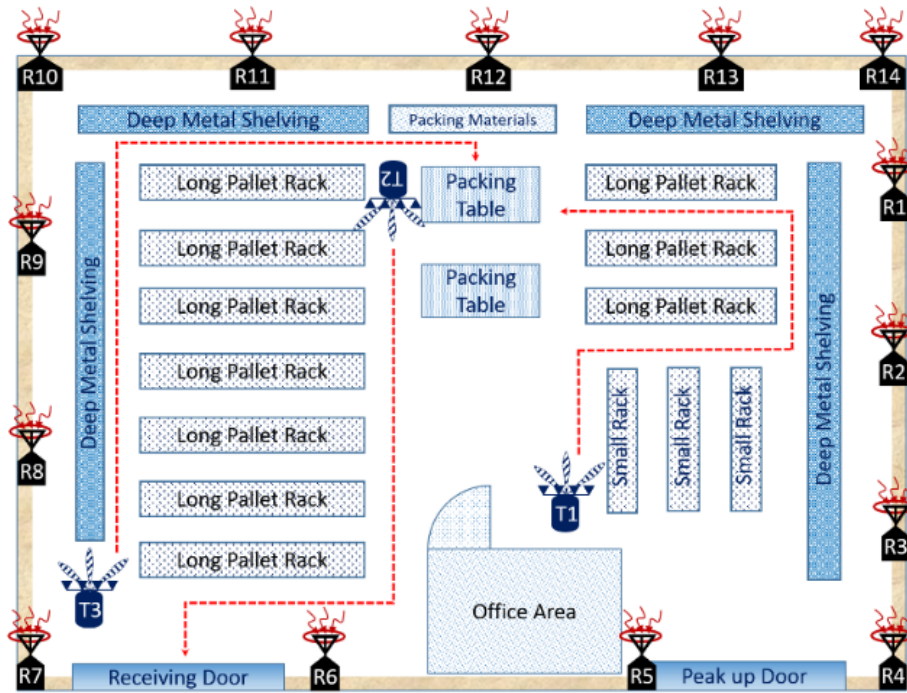 R10
R11
R12
R13
R14
Deep Metal Shelving
Packing Materials
Deep Metal Shelving
Long Pallet Rack
T2
Packing
Table
Long Pallet Rack
R1
R9
Deep Metal Shelving
Long Pallet Rack
Long Pallet Rack
Packing
Table
Long Pallet Rack
Long Pallet Rack
Deep Metal Shelving
R2
Long Pallet Rack
Small Rack
Small Rack
Small Rack
R8
Long Pallet Rack
Long Pallet Rack
T1
R3
Long Pallet Rack
T3
Office Area
R7
Receiving Door
R6
R5
Peak up Door
R4